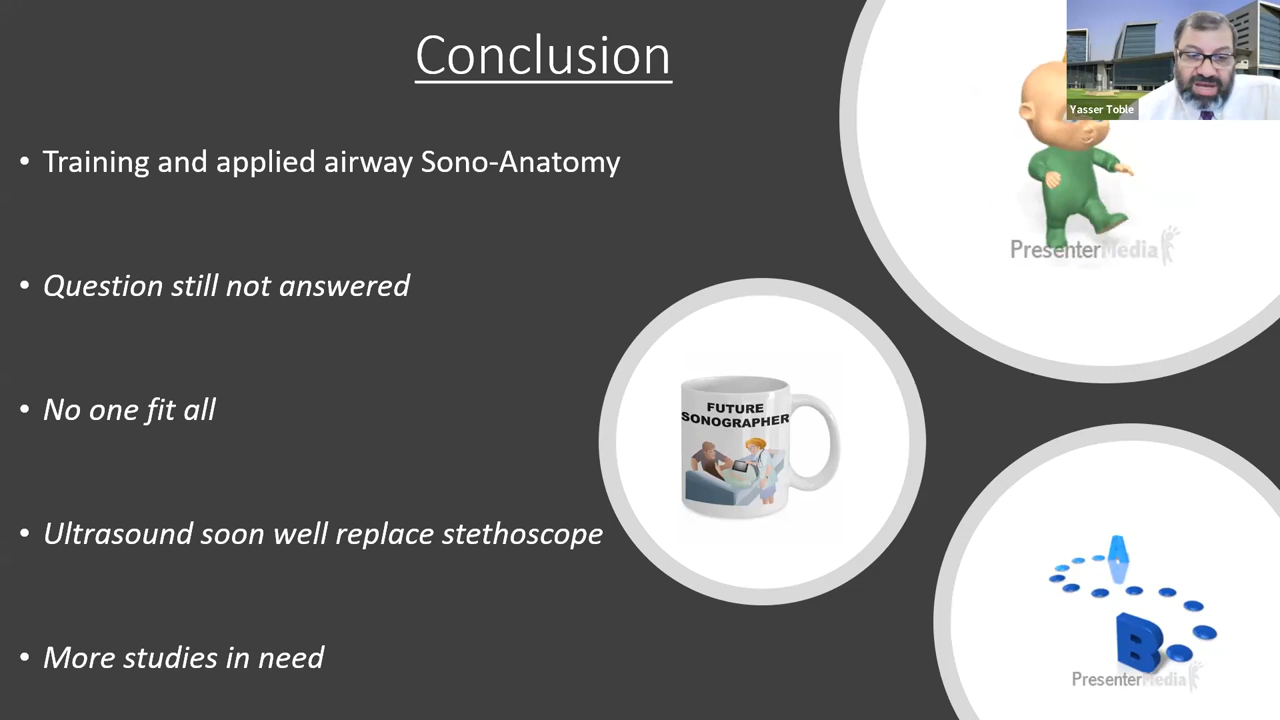 Conclusion
Yasser Toble
• Training and applied airway Sono-Anatomy
PresenterMedia
• Question still not answered
• No one fit all
FUTURE
SONOGRAPHER
• Ultrasound soon well replace stethoscope
A
B
• More studies in need
PresenterMedia